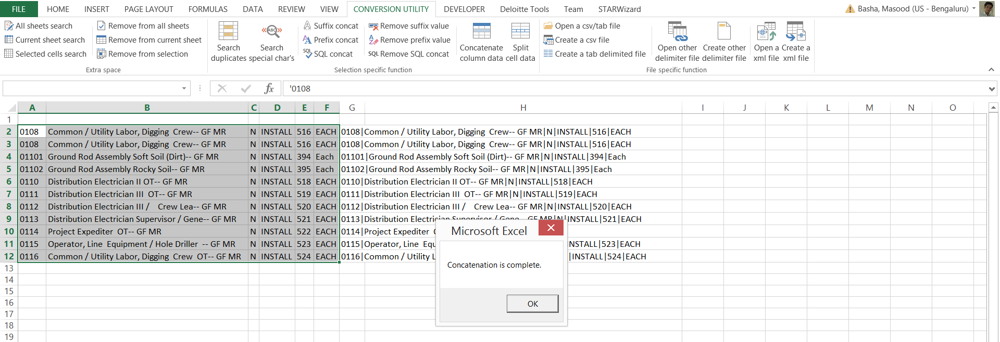 FILE HOME INSERT PAGE LAYOUT FORMULAS DATA REVIEW VIEW CONVERSION UTILITY DEVELOPER Deloitte Tools Team STARWizard Basha, Masood (US - Bengaluru)
All sheets search
Current sheet search
Selected cells search
Remove from all sheets
Remove from current sheet
Remove from selection
Extra space
Search
duplicates
ABC
Search
special char's
Suffix concat
Prefix concat
SQL SQL concat
Remove suffix value
Remove prefix value
SQL Remove SQL concat
Concatenate
column data
Split
cell data
Selection specific function
Open a csv/tab file
Create a csv file
Create a tab delimited file
Open other
delimiter file
Create other
delimiter file
Open a
xml file
Create a
xml file
File specific function
fx '0108
A B C D E F G H I J K L M N O
1
2 0108 Common / Utility Labor, Digging  Crew-- GF MR N INSTALL 516 EACH 0108|Common / Utility Labor, Digging  Crew-- GF MR|N|INSTALL|516|EACH
3 0108 Common / Utility Labor, Digging  Crew-- GF MR N INSTALL 516 EACH 0108|Common / Utility Labor, Digging  Crew-- GF MR|N|INSTALL|516|EACH
4 01101 Ground Rod Assembly Soft Soil (Dirt)-- GF MR N INSTALL 394 Each 01101|Ground Rod Assembly Soft Soil (Dirt)-- GF MR|N|INSTALL|394|Each
5 01102 Ground Rod Assembly Rocky Soil-- GF MR N INSTALL 395 Each 01102|Ground Rod Assembly Rocky Soil-- GF MR|N|INSTALL|395|Each
6 0110 Distribution Electrician II OT-- GF MR N INSTALL 518 EACH 0110|Distribution Electrician II OT-- GF MR|N|INSTALL|518|EACH
7 0111 Distribution Electrician III  OT-- GF MR N INSTALL 519 EACH 0111|Distribution Electrician III  OT-- GF MR|N|INSTALL|519|EACH
8 0112 Distribution Electrician III /    Crew Lea-- GF MR N INSTALL 520 EACH 0112|Distribution Electrician III /    Crew Lea-- GF MR|N|INSTALL|520|EACH
9 0113 Distribution Electrician Supervisor / Gene-- GF MR N INSTALL 521 EACH 0113|Distribution Electrician Supervisor / Gene-- GF MR|N|INSTALL|521|EACH
10 0114 Project Expediter  OT-- GF MR N INSTALL 522 EACH 0114|Project Expediter
11 0115 Operator, Line  Equipment / Hole Driller  -- GF MR N INSTALL 523 EACH 0115|Operator, Line INSTALL|523|EACH
12 0116 Common / Utility Labor, Digging  Crew  OT-- GF MR N INSTALL 524 EACH 0116|Common / Utility |INSTALL|524|EACH
13
14
15
16
17
18
19
Microsoft Excel
Concatenation is complete.
OK